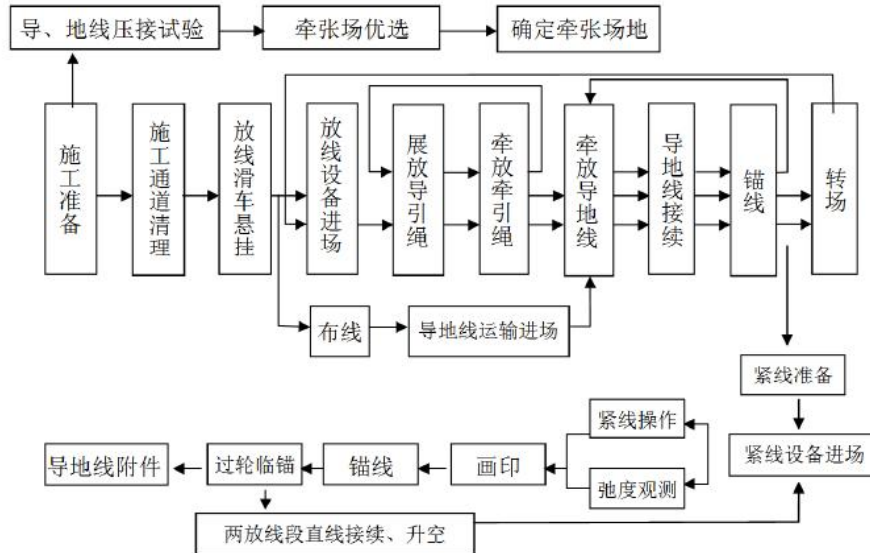 导、地线压接试验
牵张场优选
确定牵张场地
施工准备
施工通道清理
放线滑车悬挂
放线设备进场
展放导引绳
牵放牵引绳
牵放导地线
导地线接续
锚线
转场
布线
导地线运输进场
紧线准备
紧线操作
导地线附件
过轮临锚
锚线
画印
紧线设备进场
弛度观测
两放线段直线接续、升空